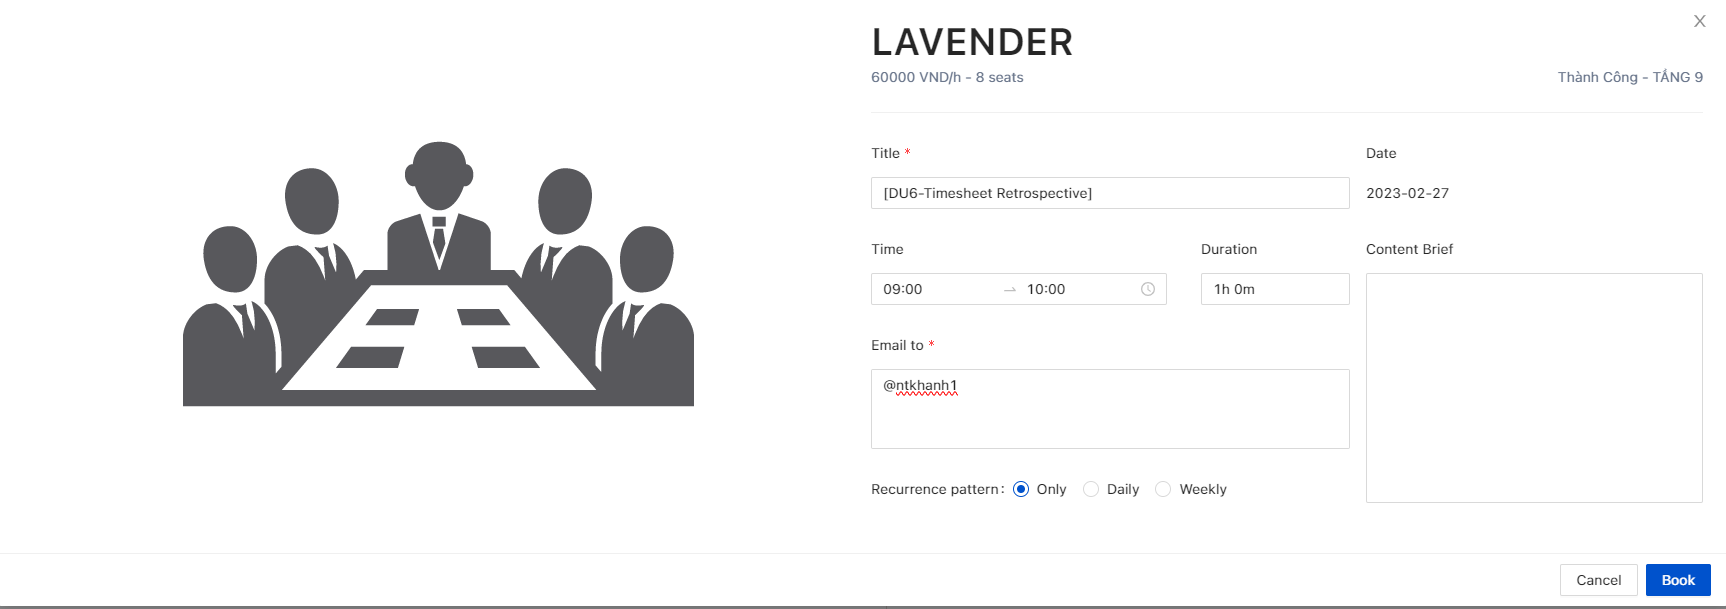 X
LAVENDER
60000 VND/h - 8 seats
Thành Công - TẦNG 9
Title *
Date
[DU6-Timesheet Retrospective]
2023-02-27
Time
Duration
Content Brief
09:00 → 10:00
1h 0m
Email to *
@ntkhanh1
Recurrence pattern: Only Daily Weekly
Cancel
Book